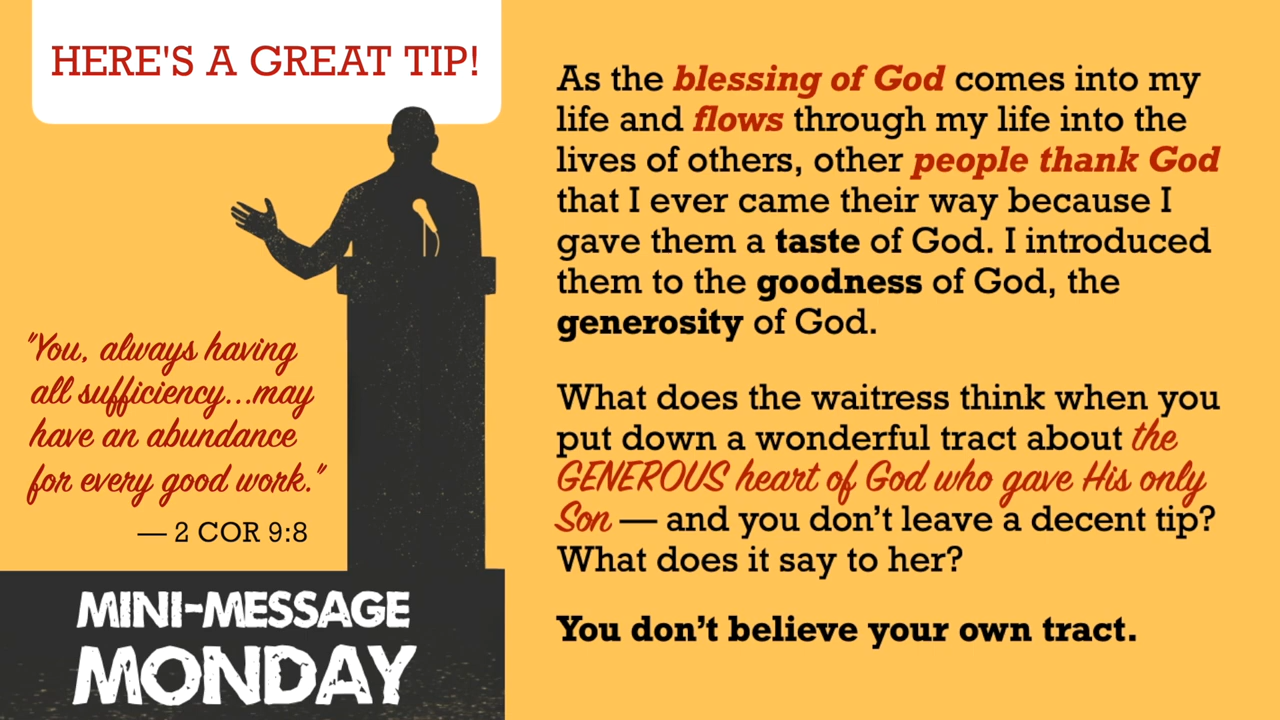 HERE'S A GREAT TIP!
"You, always having
all sufficiency...may
have an abundance
for every good work."
— 2 COR 9:8
MINI-MESSAGE
MONDAY
As the blessing of God comes into my
life and flows through my life into the
lives of others, other people thank God
that I ever came their way because I
gave them a taste of God. I introduced
them to the goodness of God, the
generosity of God.
What does the waitress think when you
put down a wonderful tract about the
GENEROUS heart of God who gave His only
Son — and you don't leave a decent tip?
What does it say to her?
You don't believe your own tract.